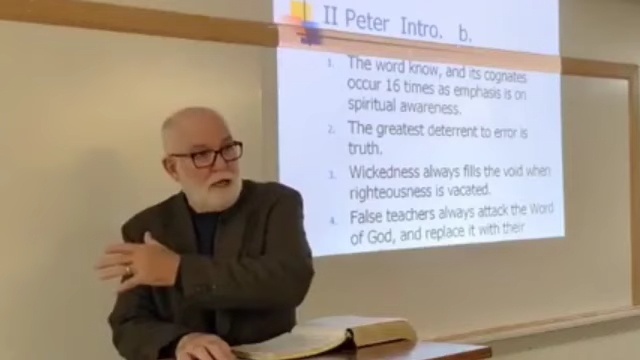 II Peter Intro. b.
1. The word know, and its cognates
occur 16 times as emphasis is on
spiritual awareness.
2. The greatest deterrent to error is
truth.
3. Wickedness always fills the void when
righteousness is vacated.
4. False teachers always attack the Word
of God, and replace it with their